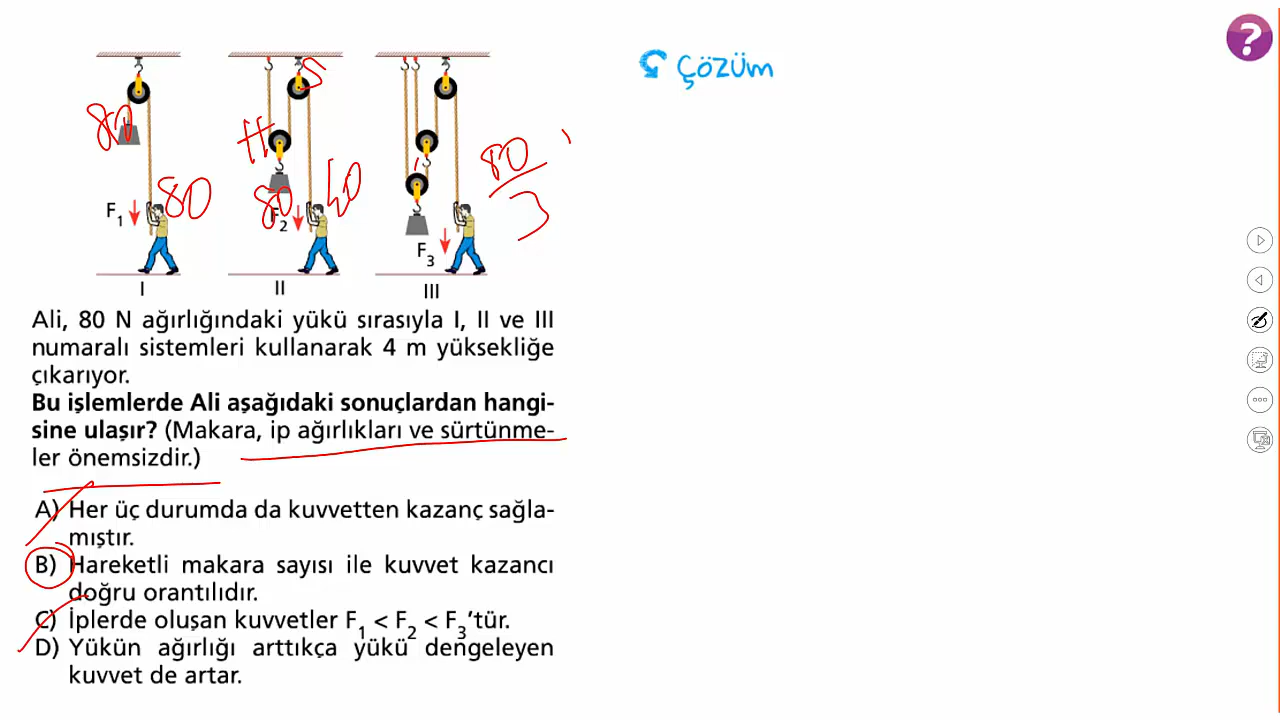 Çözüm
80
80
H
S
80
40
80
3
F1
F2
F3
I
II
III
Ali, 80 N ağırlığındaki yükü sırasıyla I, II ve III
numaralı sistemleri kullanarak 4 m yüksekliğe
çıkarıyor.
Bu işlemlerde Ali aşağıdaki sonuçlardan hangi-
sine ulaşır? (Makara, ip ağırlıkları ve sürtünme-
ler önemsizdir.)
A) Her üç durumda da kuvvetten kazanç sağla-
mıştır.
B) Hareketli makara sayısı ile kuvvet kazancı
doğru orantılıdır.
C) İplerde oluşan kuvvetler F1 < F2 < F3’tür.
D) Yükün ağırlığı arttıkça yükü dengeleyen
kuvvet de artar.